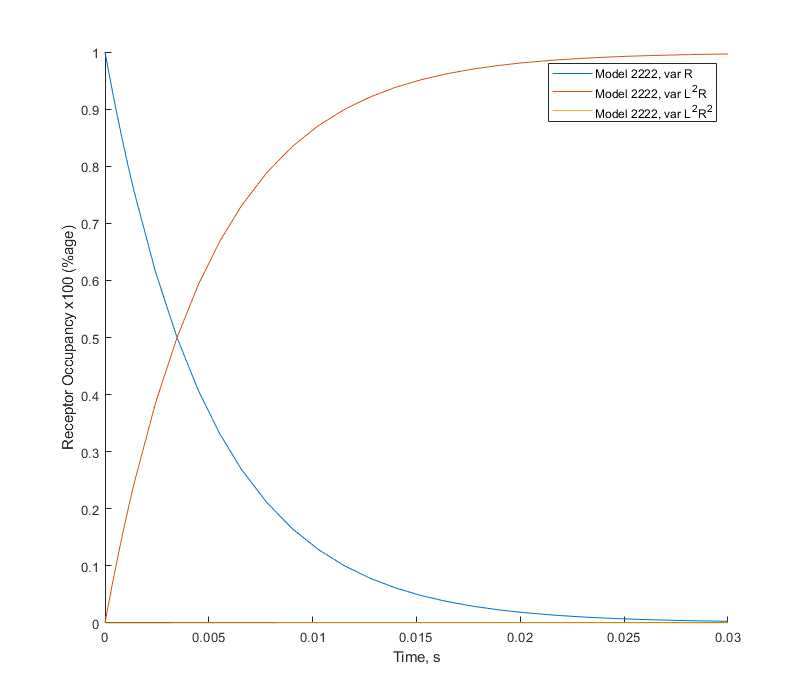 Model 2222, var R
Model 2222, var L²R
Model 2222, var L²R²
1
0.9
0.8
0.7
0.6
0.5
0.4
0.3
0.2
0.1
0
Receptor Occupancy x100 (%age)
0 0.005 0.01 0.015 0.02 0.025 0.03
Time, s